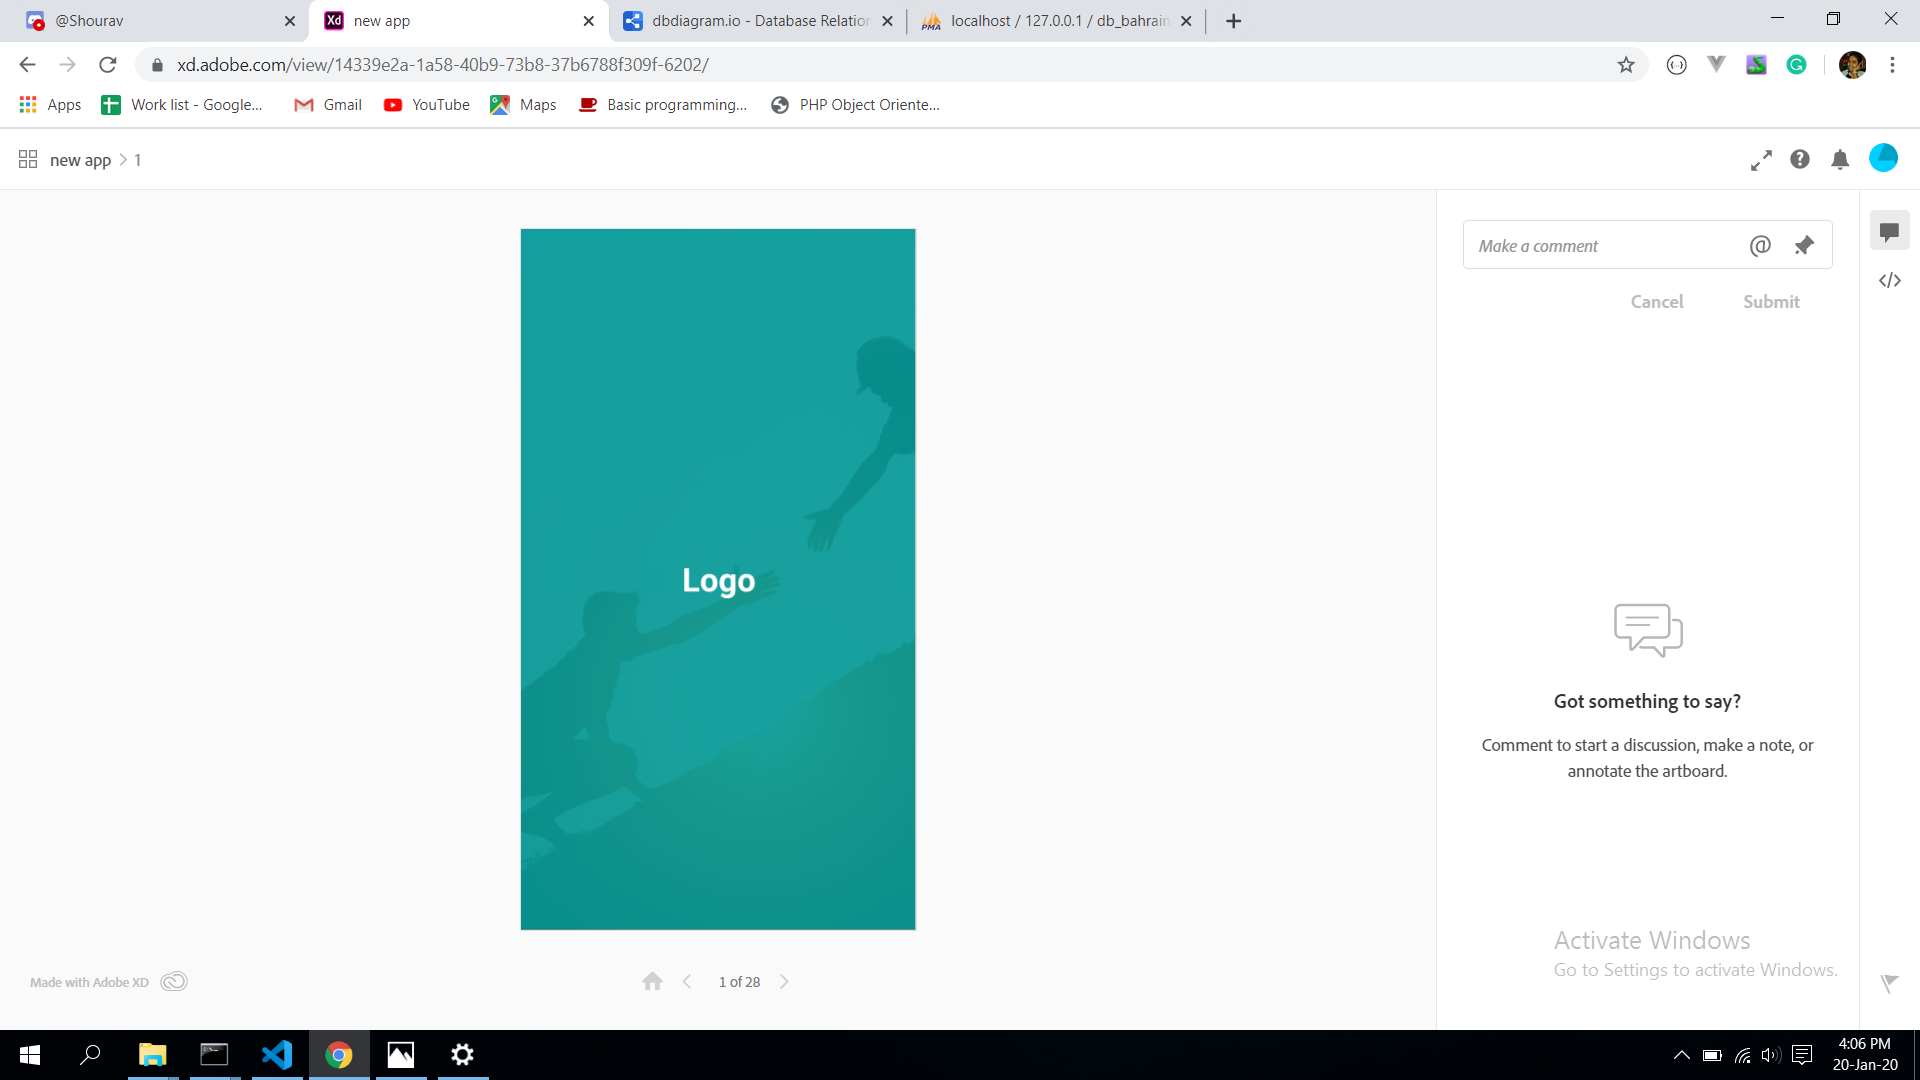 @Shourav
new app
dbdiagram.io - Database Relation
localhost / 127.0.0.1 / db_bahrain
xd.adobe.com/view/14339e2a-1a58-40b9-73b8-37b6788f309f-6202/
Apps
Work list - Google...
Gmail
YouTube
Maps
Basic programming...
PHP Object Oriente...
new app > 1
Make a comment
Cancel
Submit
Logo
Got something to say?
Comment to start a discussion, make a note, or
annotate the artboard.
Activate Windows
Go to Settings to activate Windows.
Made with Adobe XD
1 of 28
4:06 PM
20-Jan-20